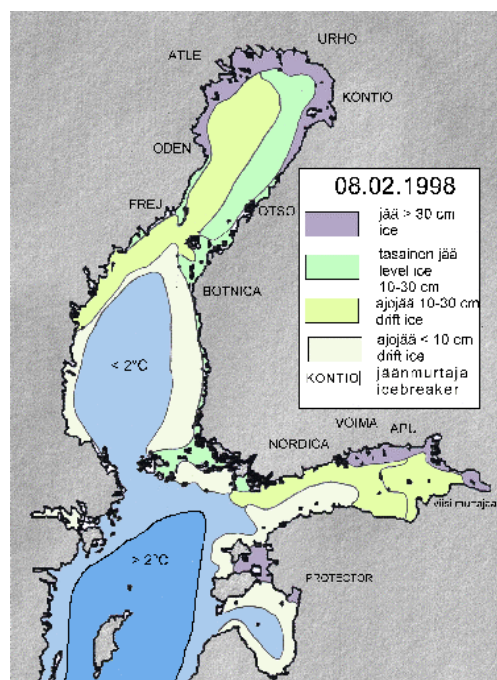 URHO
ATLE
KONTIO
ODEN
FREJ
OTSO
BOTNICA
08.02.1998
jää > 30 cm
ice
tasainen jää
level ice
10-30 cm
ajojää 10-30 cm
drift ice
ajojää < 10 cm
drift ice
KONTIO jäänmurtaja
icebreaker
< 2°C
VOIMA
APU
NORDICA
viisi murtajaa
> 2°C
PROTECTOR